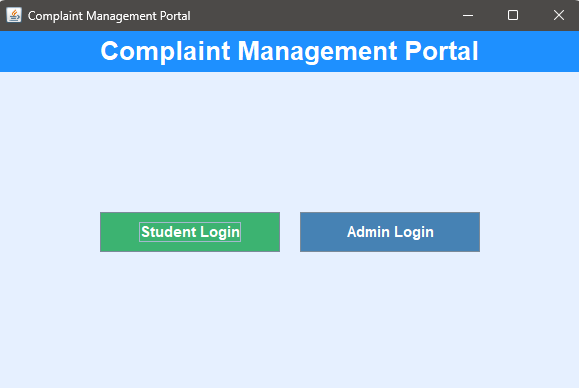 Complaint Management Portal
Complaint Management Portal
Student Login
Admin Login